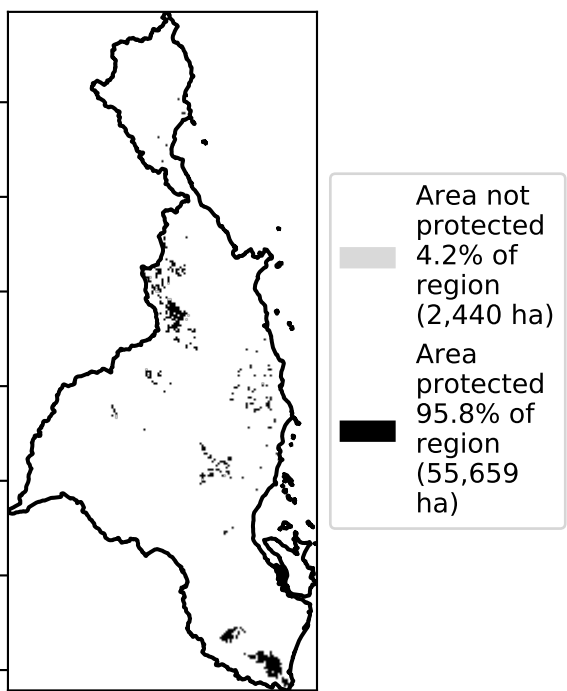 Area not
protected
4.2% of
region
(2,440 ha)
Area
protected
95.8% of
region
(55,659
ha)